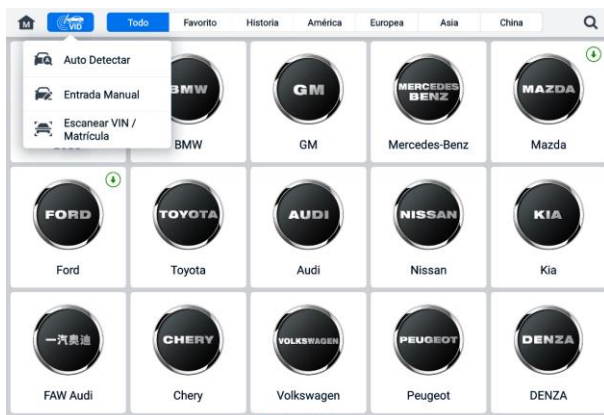 M
VID
Todo
Favorito
Historia
América
Europea
Asia
China
Auto Detectar
Entrada Manual
Escanear VIN /
Matrícula
BMW
GM
MERCEDES
BENZ
MAZDA
BMW
GM
Mercedes-Benz
Mazda
FORD
TOYOTA
AUDI
NISSAN
KIA
Ford
Toyota
Audi
Nissan
Kia
一汽奥迪
CHERY
VOLKSWAGEN
PEUGEOT
DENZA
FAW Audi
Chery
Volkswagen
Peugeot
DENZA